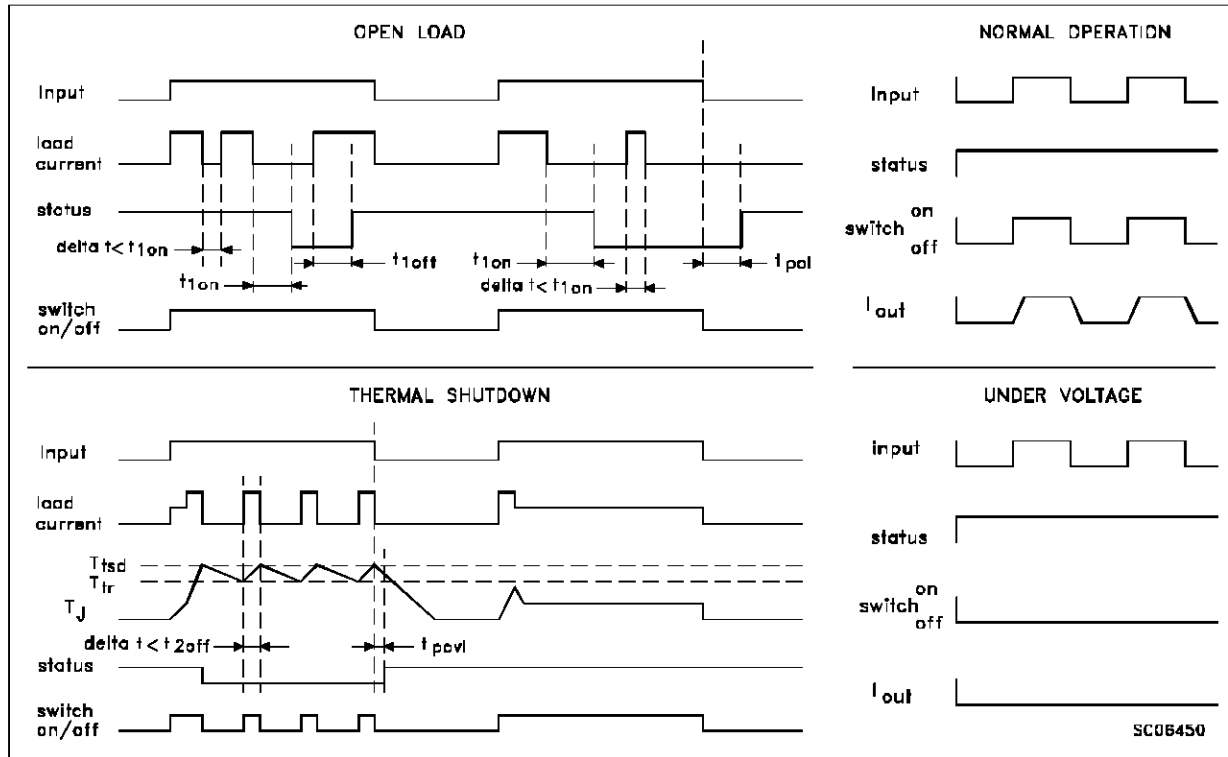 OPEN LOAD
Input
load
current
status
delta t< t1on
t1on
t1off
t1on
delta t< t1on
tpol
switch
on/off
NORMAL OPERATION
Input
status
switch on
off
Iout
THERMAL SHUTDOWN
Input
load
current
Ttsd
Ttr
TJ
delta t< t2off
tpovl
status
switch
on/off
UNDER VOLTAGE
input
status
switch on
off
Iout
SC06450